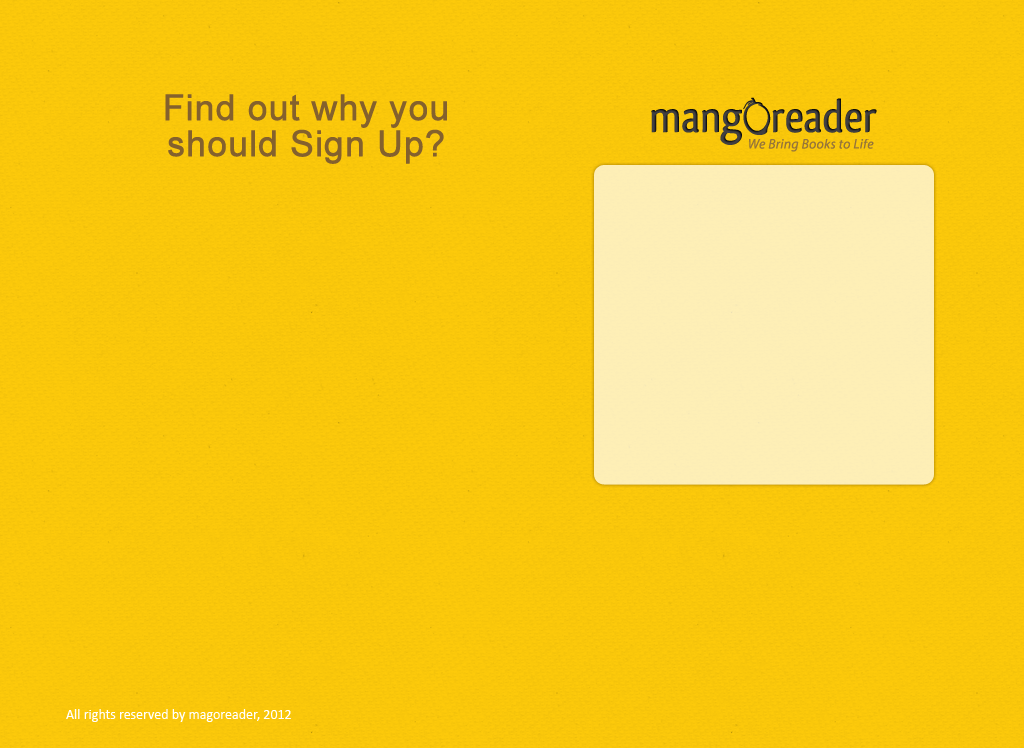 Find out why you
should Sign Up?
mangoreader
We Bring Books to Life
All rights reserved by magoreader, 2012